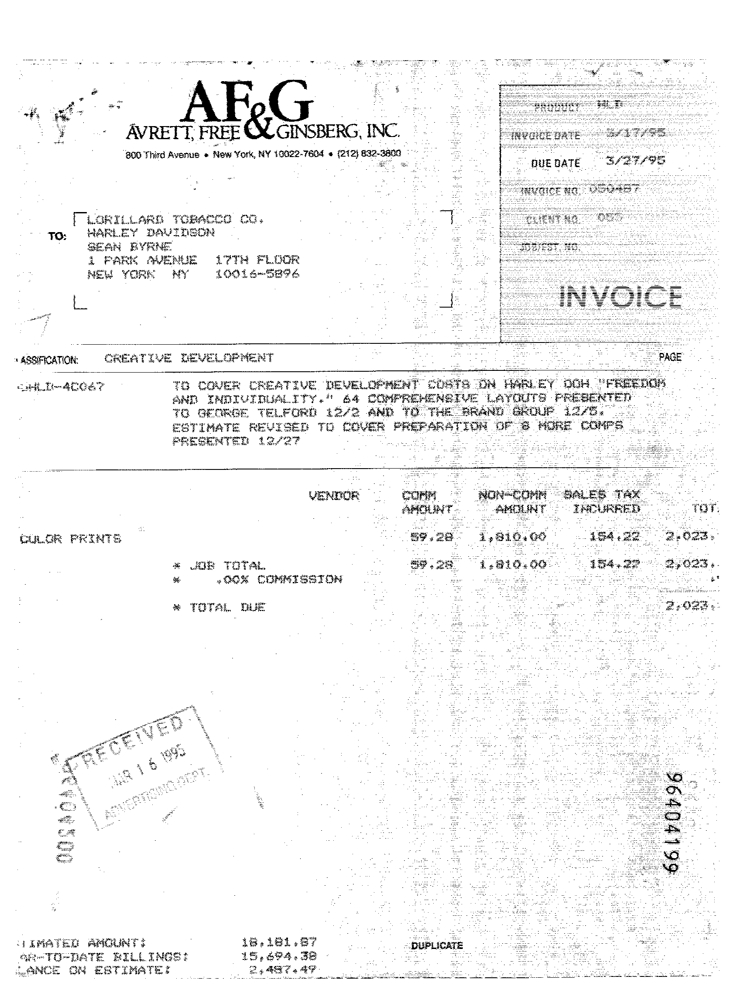 AF&G
AVRETT, FREE & GINSBERG, INC.
800 Third Avenue • New York, NY 10022-7604 • (212) 832-3800
PRODUCT HLD
INVOICE DATE 3/17/95
DUE DATE 3/27/95
INVOICE NO. 050487
CLIENT NO. 055
JOB/EST. NO.
INVOICE
TO: LORILLARD TOBACCO CO.
HARLEY DAVIDSON
SEAN BYRNE
1 PARK AVENUE 17TH FLOOR
NEW YORK NY 10016-5896
ASSIFICATION: CREATIVE DEVELOPMENT PAGE
HLD-4C067 TO COVER CREATIVE DEVELOPMENT COSTS ON HARLEY OOH "FREEDOM
AND INDIVIDUALITY." 64 COMPREHENSIVE LAYOUTS PRESENTED
TO GEORGE TELFORD 12/2 AND TO THE BRAND GROUP 12/5.
ESTIMATE REVISED TO COVER PREPARATION OF 8 MORE COMPS
PRESENTED 12/27
VENDOR COMM NON-COMM SALES TAX
AMOUNT AMOUNT INCURRED TOT
COLOR PRINTS 59.28 1,810.00 154.22 2,023.
* JOB TOTAL 59.28 1,810.00 154.22 2,023.
* .00% COMMISSION
* TOTAL DUE 2,023.
RECEIVED
MAR 16 1995
ADVERTISING DEPT.
96404200
96404199
TIMATED AMOUNT: 18,181.87
AR-TO-DATE BILLINGS: 15,694.38
LANCE ON ESTIMATE: 2,487.49
DUPLICATE